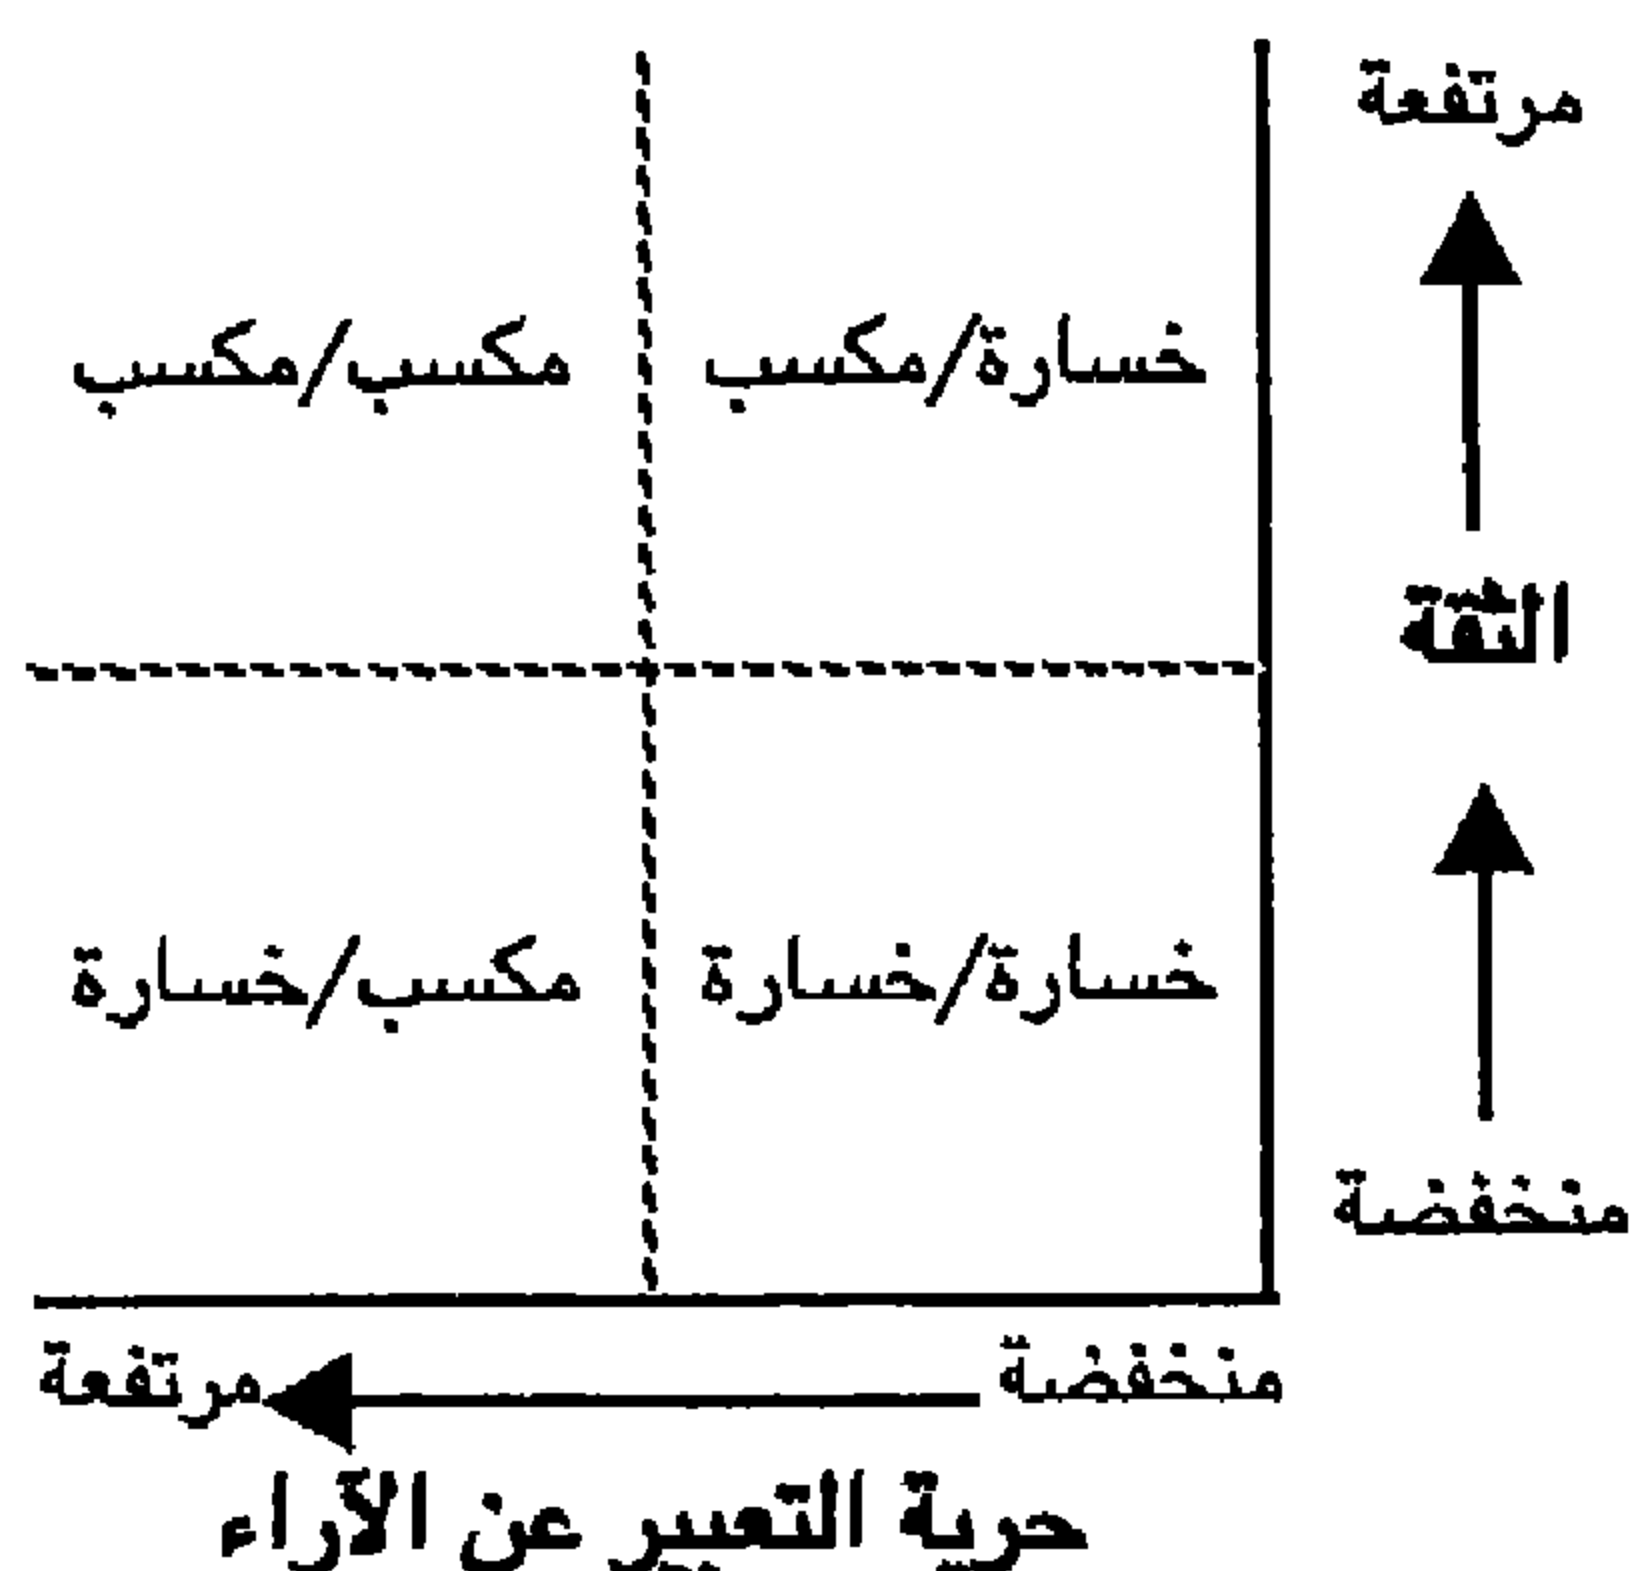 مرتفعة
خسارة/مكسب
مكسب/مكسب
الثقة
خسارة/خسارة
مكسب/خسارة
منخفضة
منخفضة
مرتفعة
حرية التعبير عن الآراء